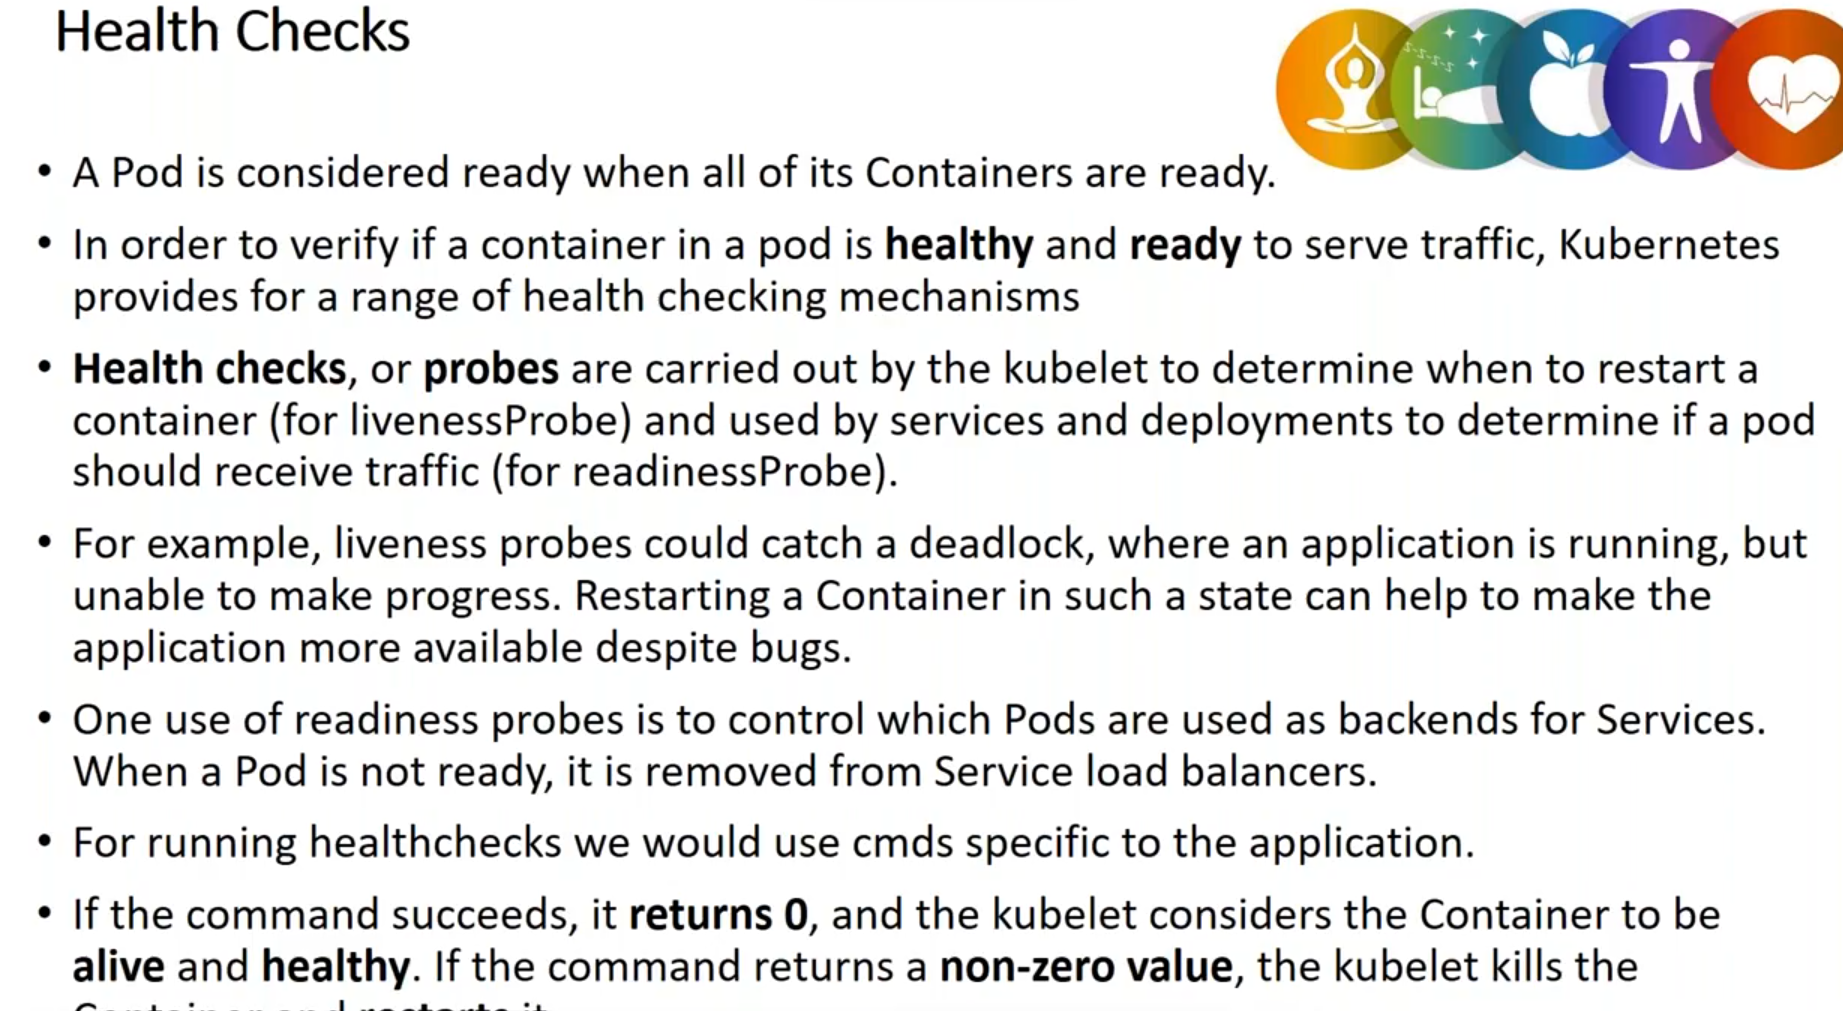 Health Checks
z-z-z-z-z
• A Pod is considered ready when all of its Containers are ready.
• In order to verify if a container in a pod is healthy and ready to serve traffic, Kubernetes
provides for a range of health checking mechanisms
• Health checks, or probes are carried out by the kubelet to determine when to restart a
container (for livenessProbe) and used by services and deployments to determine if a pod
should receive traffic (for readinessProbe).
• For example, liveness probes could catch a deadlock, where an application is running, but
unable to make progress. Restarting a Container in such a state can help to make the
application more available despite bugs.
• One use of readiness probes is to control which Pods are used as backends for Services.
When a Pod is not ready, it is removed from Service load balancers.
• For running healthchecks we would use cmds specific to the application.
• If the command succeeds, it returns 0, and the kubelet considers the Container to be
alive and healthy. If the command returns a non-zero value, the kubelet kills the
Container and restarts it